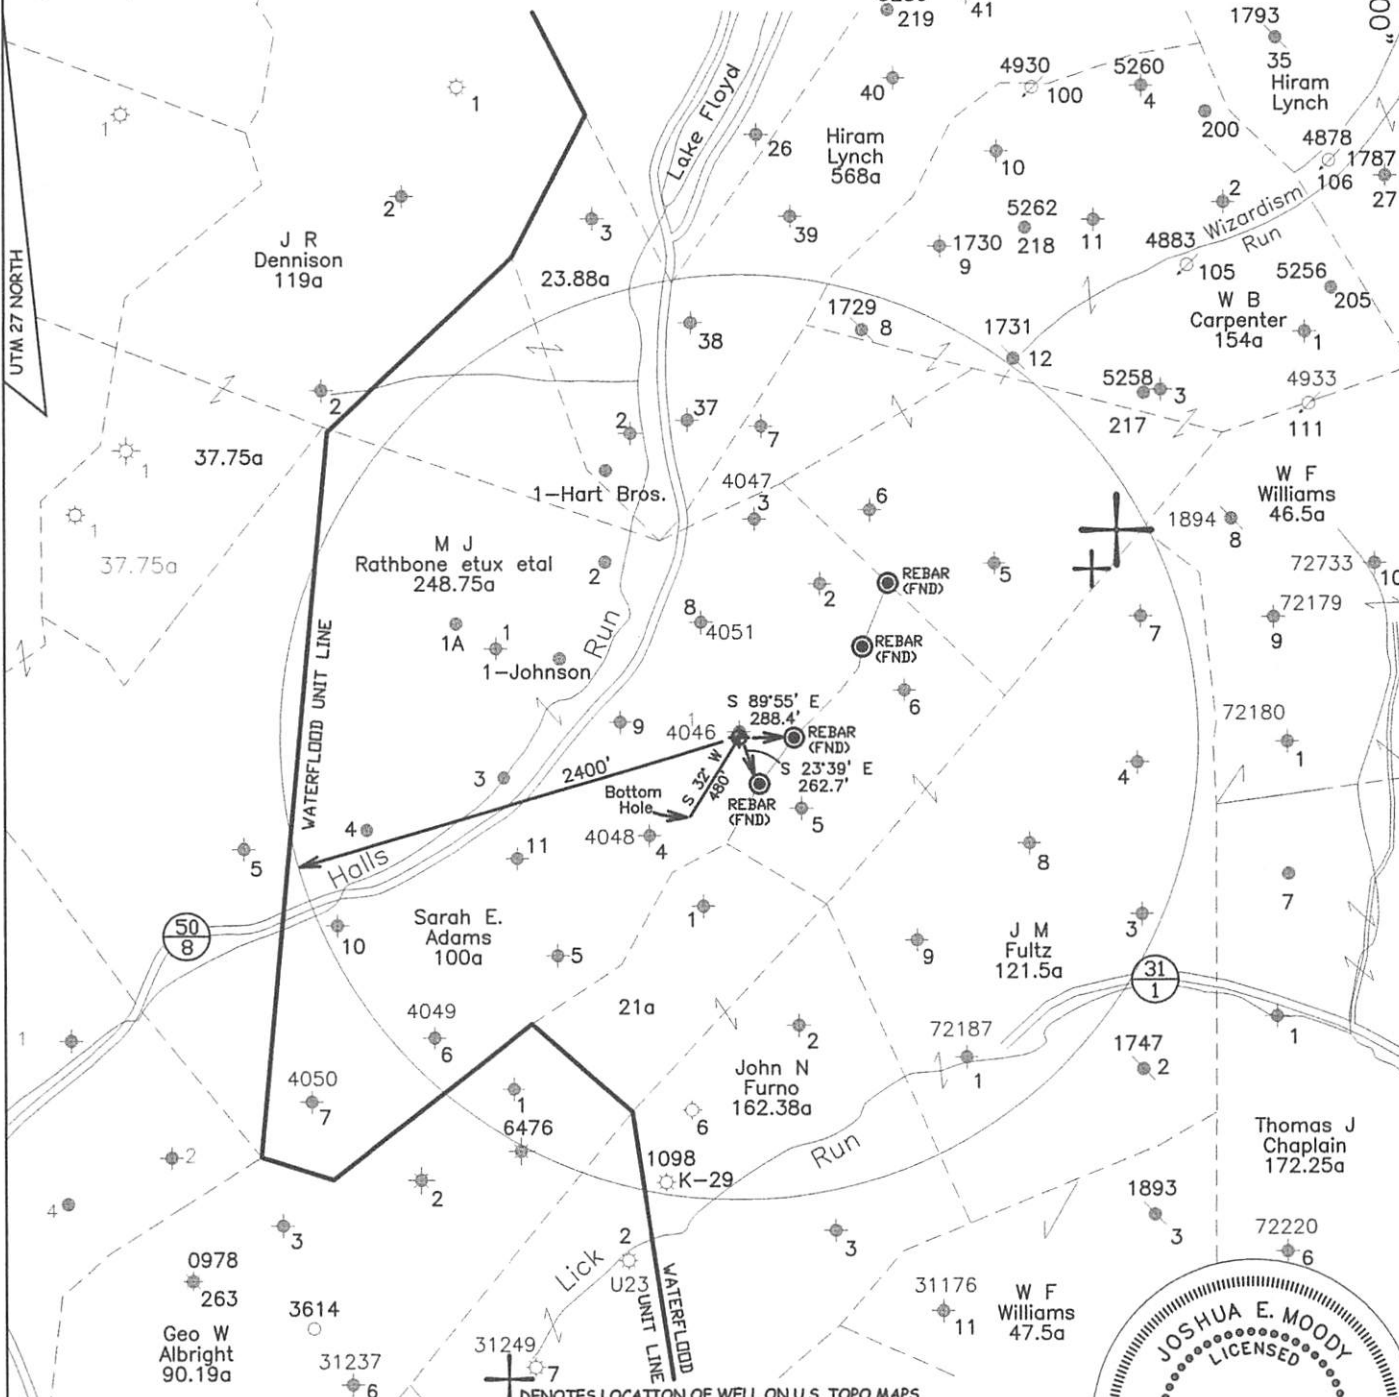 219
41
1793
35
Hiram
Lynch
00"
1
1
Lake Floyd
26
40
Hiram
Lynch
568a
4930
100
5260
4
200
4878
106
1787
27
10
2
3
39
5262
218
11
1730
9
2
Wizardism
Run
4883
105
5256
205
J R
Dennison
119a
23.88a
UTM 27 NORTH
W B
Carpenter
154a
1
38
1729
8
1731
12
5258
3
217
4933
111
2
2
37
7
37.75a
1
1-Hart Bros.
4047
3
6
W F
Williams
46.5a
1894
8
1
37.75a
M J
Rathbone etux etal
248.75a
2
2
REBAR
(FND)
5
72733
10
72179
9
7
1A
1
1-Johnson
Run
8
4051
REBAR
(FND)
6
WATERFLOOD UNIT LINE
S 89°55' E
288.4'
9
1
4046
REBAR
(FND)
72180
1
3
2400'
S 32° W
480'
S 23°39' E
262.7'
4
Bottom
Hole
REBAR
(FND)
5
4
5
Halls
11
4048
4
8
7
50
8
10
Sarah E.
Adams
100a
5
1
9
J M
Fultz
121.5a
3
31
1
21a
1
4049
6
2
72187
1
1747
2
1
4050
7
1
6476
John N
Furno
162.38a
6
Thomas J
Chaplain
172.25a
2
2
1098
K-29
Run
1893
3
4
3
3
72220
6
0978
263
2
U23
Lick
WATERFLOOD
UNIT LINE
3614
Geo W
Albright
90.19a
31237
6
31249
7
31176
11
W F
Williams
47.5a
JOSHUA E. MOODY
LICENSED
DENOTES LOCATION OF WELL ON U.S. TOPO MAPS